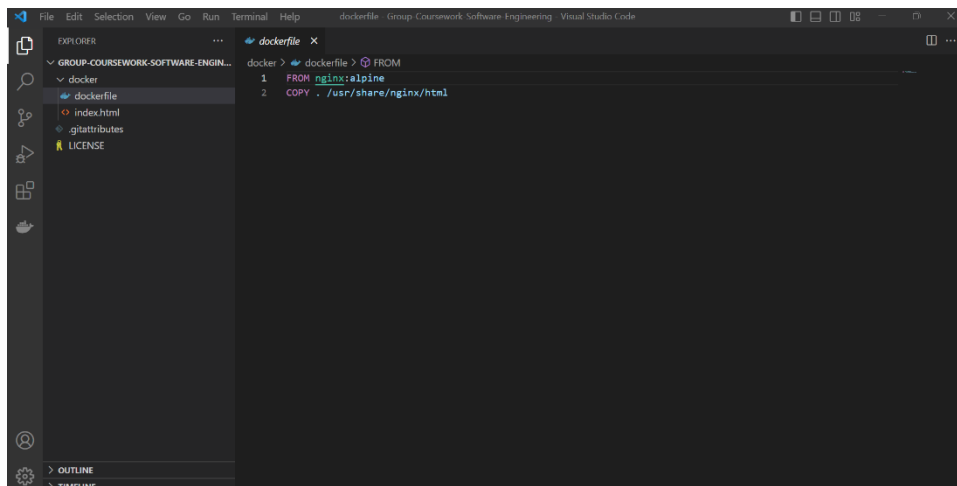 File Edit Selection View Go Run Terminal Help dockerfile - Group-Coursework-Software-Engineering - Visual Studio Code
EXPLORER
dockerfile
GROUP-COURSEWORK-SOFTWARE-ENGIN...
docker
dockerfile
index.html
.gitattributes
LICENSE
docker > dockerfile > FROM
1 FROM nginx:alpine
2 COPY . /usr/share/nginx/html
OUTLINE
TIMELINE